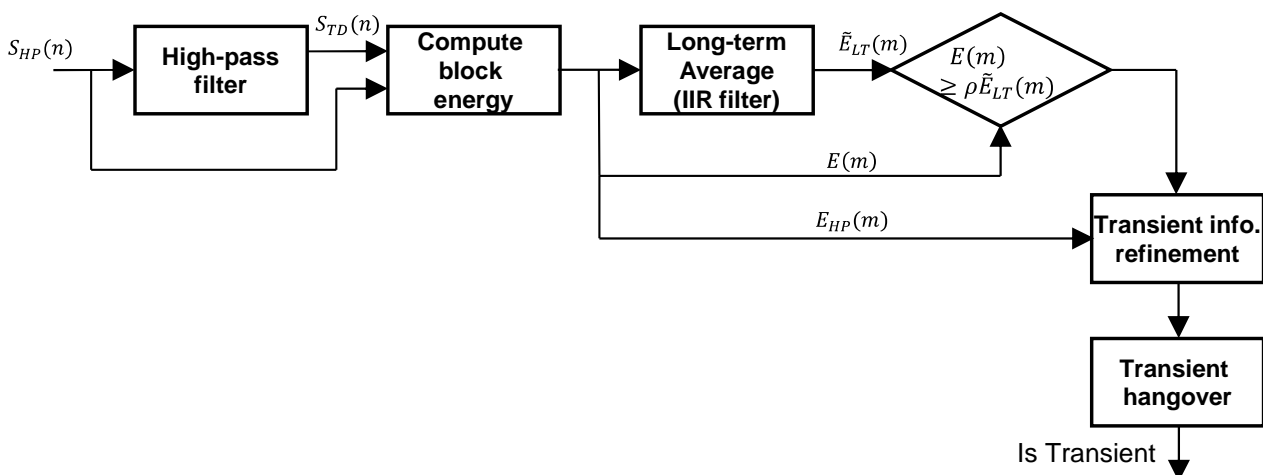 S_HP(n)
High-pass
filter
S_TD(n)
Compute
block
energy
Long-term
Average
(IIR filter)
Ẽ_LT(m)
E(m)
≥ ρẼ_LT(m)
E(m)
E_HP(m)
Transient info.
refinement
Transient
hangover
Is Transient